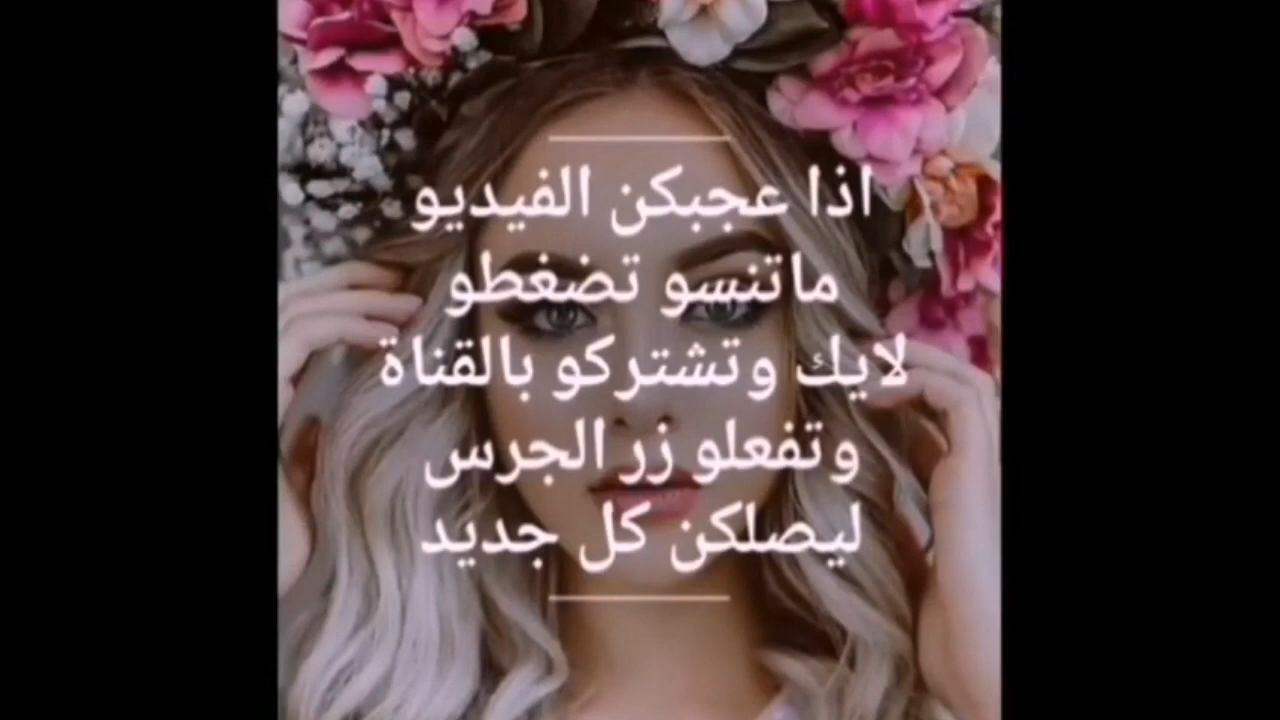 اذا عجبكن الفيديو
ماتنسو تضغطو
لايك وتشتركو بالقناة
وتفعلو زر الجرس
ليصلكن كل جديد